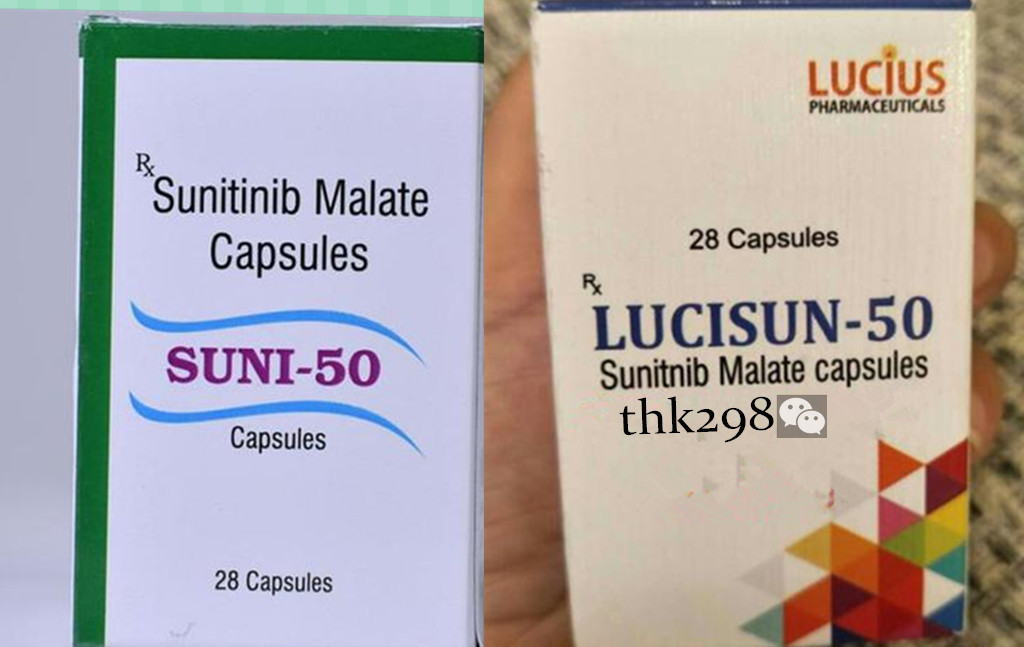 Rx
Sunitinib Malate
Capsules
SUNI-50
Capsules
28 Capsules
LUCIUS
PHARMACEUTICALS
28 Capsules
Rx
LUCISUN-50
Sunitnib Malate capsules
thk298